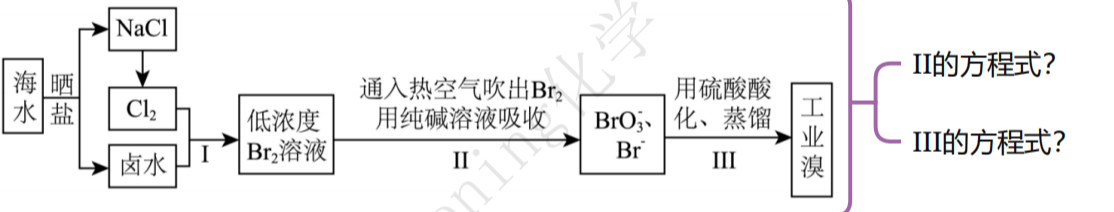 海水
晒盐
NaCl
Cl₂
卤水
I
低浓度
Br₂溶液
通入热空气吹出Br₂
用纯碱溶液吸收
II
BrO₃⁻、
Br⁻
用硫酸酸
化、蒸馏
III
工业溴
II的方程式?
III的方程式?